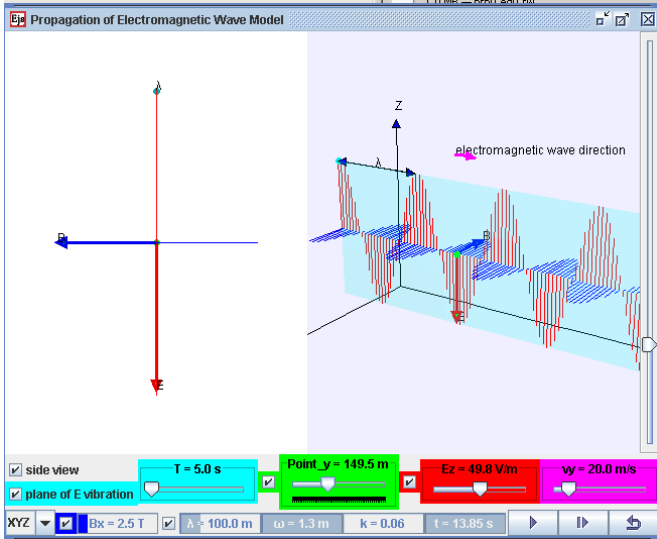 Ejs Propagation of Electromagnetic Wave Model
λ
B
E
Z
electromagnetic wave direction
λ
B
E
side view
plane of E vibration
T = 5.0 s
Point_y = 149.5 m
Ez = 49.8 V/m
vy = 20.0 m/s
XYZ
Bx = 2.5 T
λ = 100.0 m
ω = 1.3 m
k = 0.06
t = 13.85 s